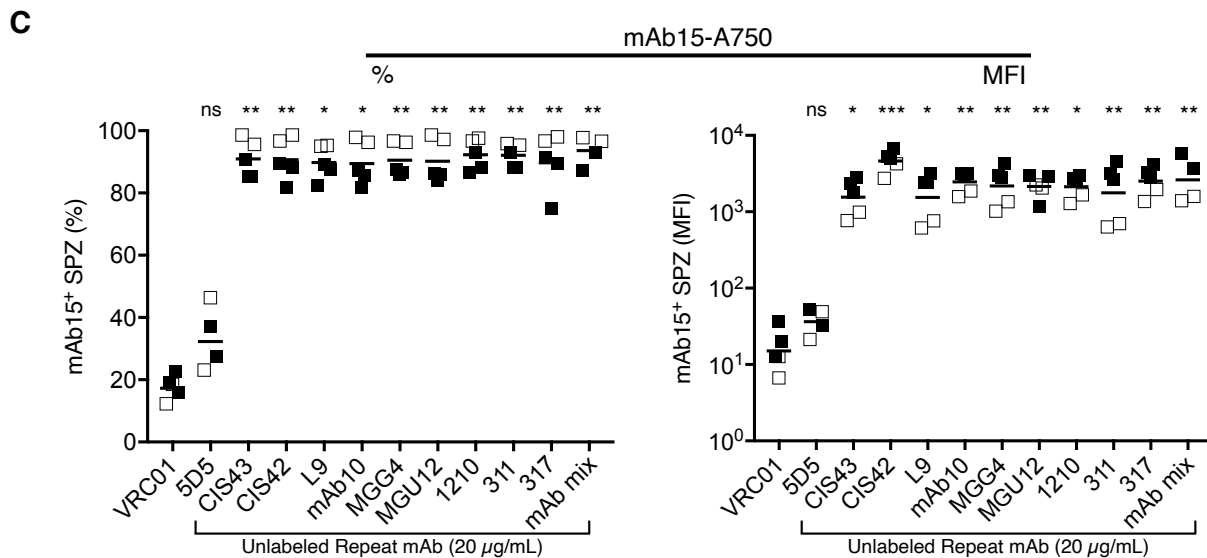 C
mAb15-A750
%
MFI
ns ** ** * * ** ** ** ** ** **
ns * *** * ** ** ** * ** ** **
mAb15+ SPZ (%)
100
80
60
40
20
0
VRC01
5D5
CIS43
CIS42
L9
mAb10
MGG4
MGU12
1210
311
317
mAb miix
Unlabeled Repeat mAb (20 µg/mL)
mAb15+ SPZ (MFI)
10⁴
10³
10²
10¹
10⁰
VRC01
5D5
CIS43
CIS42
L9
mAb10
MGG4
MGU12
1210
311
317
mAb mix
Unlabeled Repeat mAb (20 µg/mL)